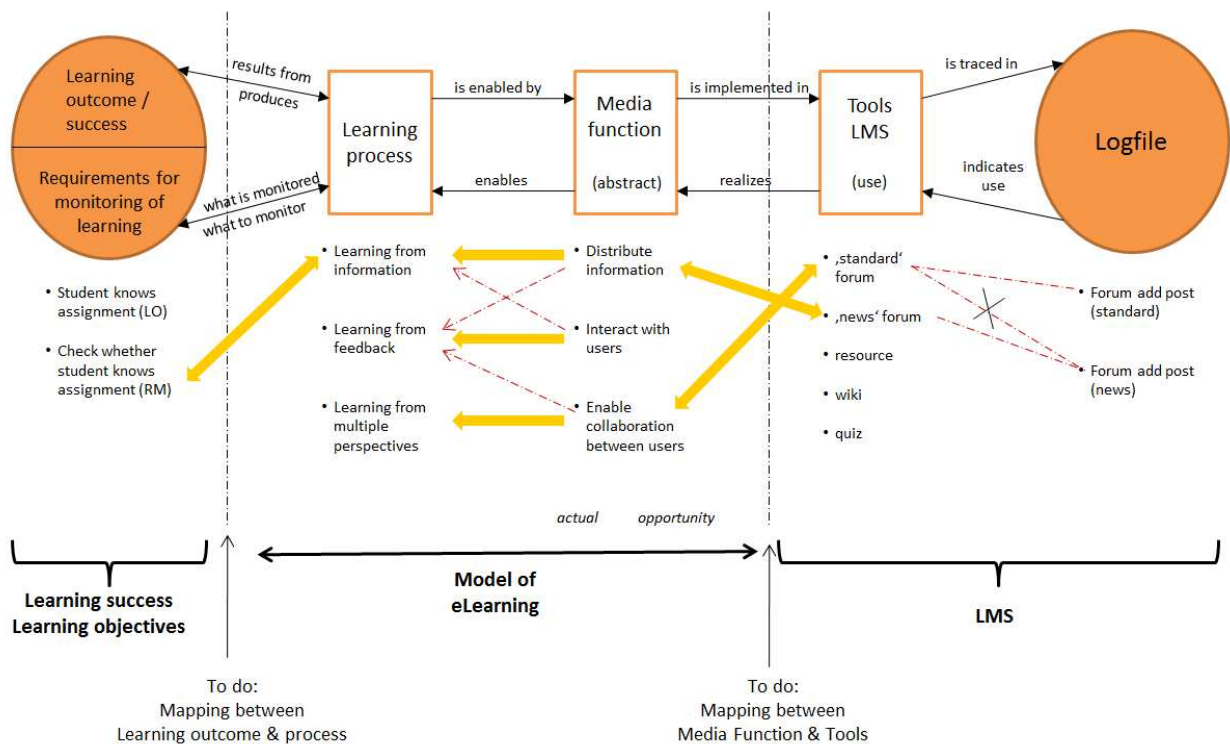 Learning
outcome /
success
Requirements for
monitoring of
learning
results from
produces
what is monitored
what to monitor
Learning
process
is enabled by
enables
Media
function
(abstract)
is implemented in
realizes
Tools
LMS
(use)
is traced in
indicates
use
Logfile
• Student knows
assignment (LO)
• Check whether
student knows
assignment (RM)
• Learning from
information
• Learning from
feedback
• Learning from
multiple
perspectives
• Distribute
information
• Interact with
users
• Enable
collaboration
between users
• ‚standard‘
forum
• ‚news‘ forum
• resource
• wiki
• quiz
• Forum add post
(standard)
• Forum add post
(news)
actual opportunity
Learning success
Learning objectives
Model of
eLearning
LMS
To do:
Mapping between
Learning outcome & process
To do:
Mapping between
Media Function & Tools